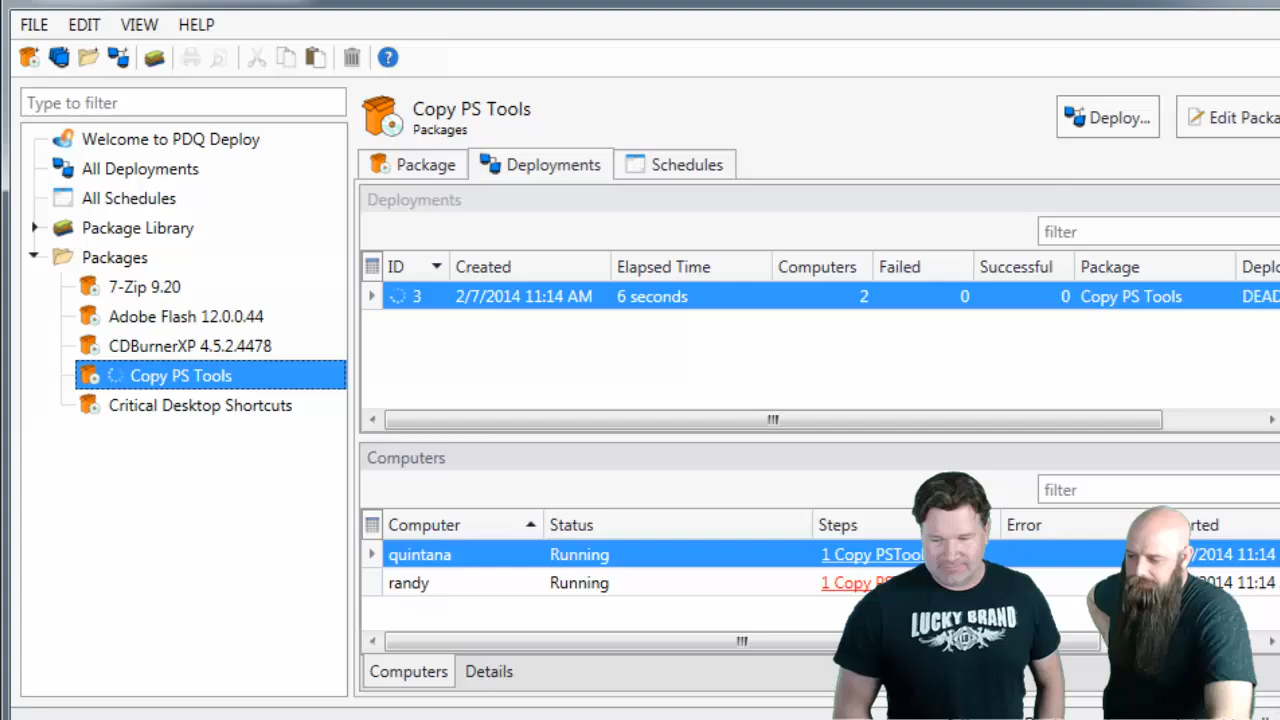 FILE EDIT VIEW HELP
Type to filter
Welcome to PDQ Deploy
All Deployments
All Schedules
Package Library
Packages
7-Zip 9.20
Adobe Flash 12.0.0.44
CDBurnerXP 4.5.2.4478
Copy PS Tools
Critical Desktop Shortcuts
Copy PS Tools
Packages
Deploy...
Edit Packa
Package Deployments Schedules
Deployments
filter
ID Created Elapsed Time Computers Failed Successful Package Deplo
3 2/7/2014 11:14 AM 6 seconds 2 0 0 Copy PS Tools DEAD
Computers
filter
Computer Status Steps Error rted
quintana Running 1 Copy PSTool /2014 11:14
randy Running 1 Copy PS 2014 11:14
LUCKY BRAND
Computers Details